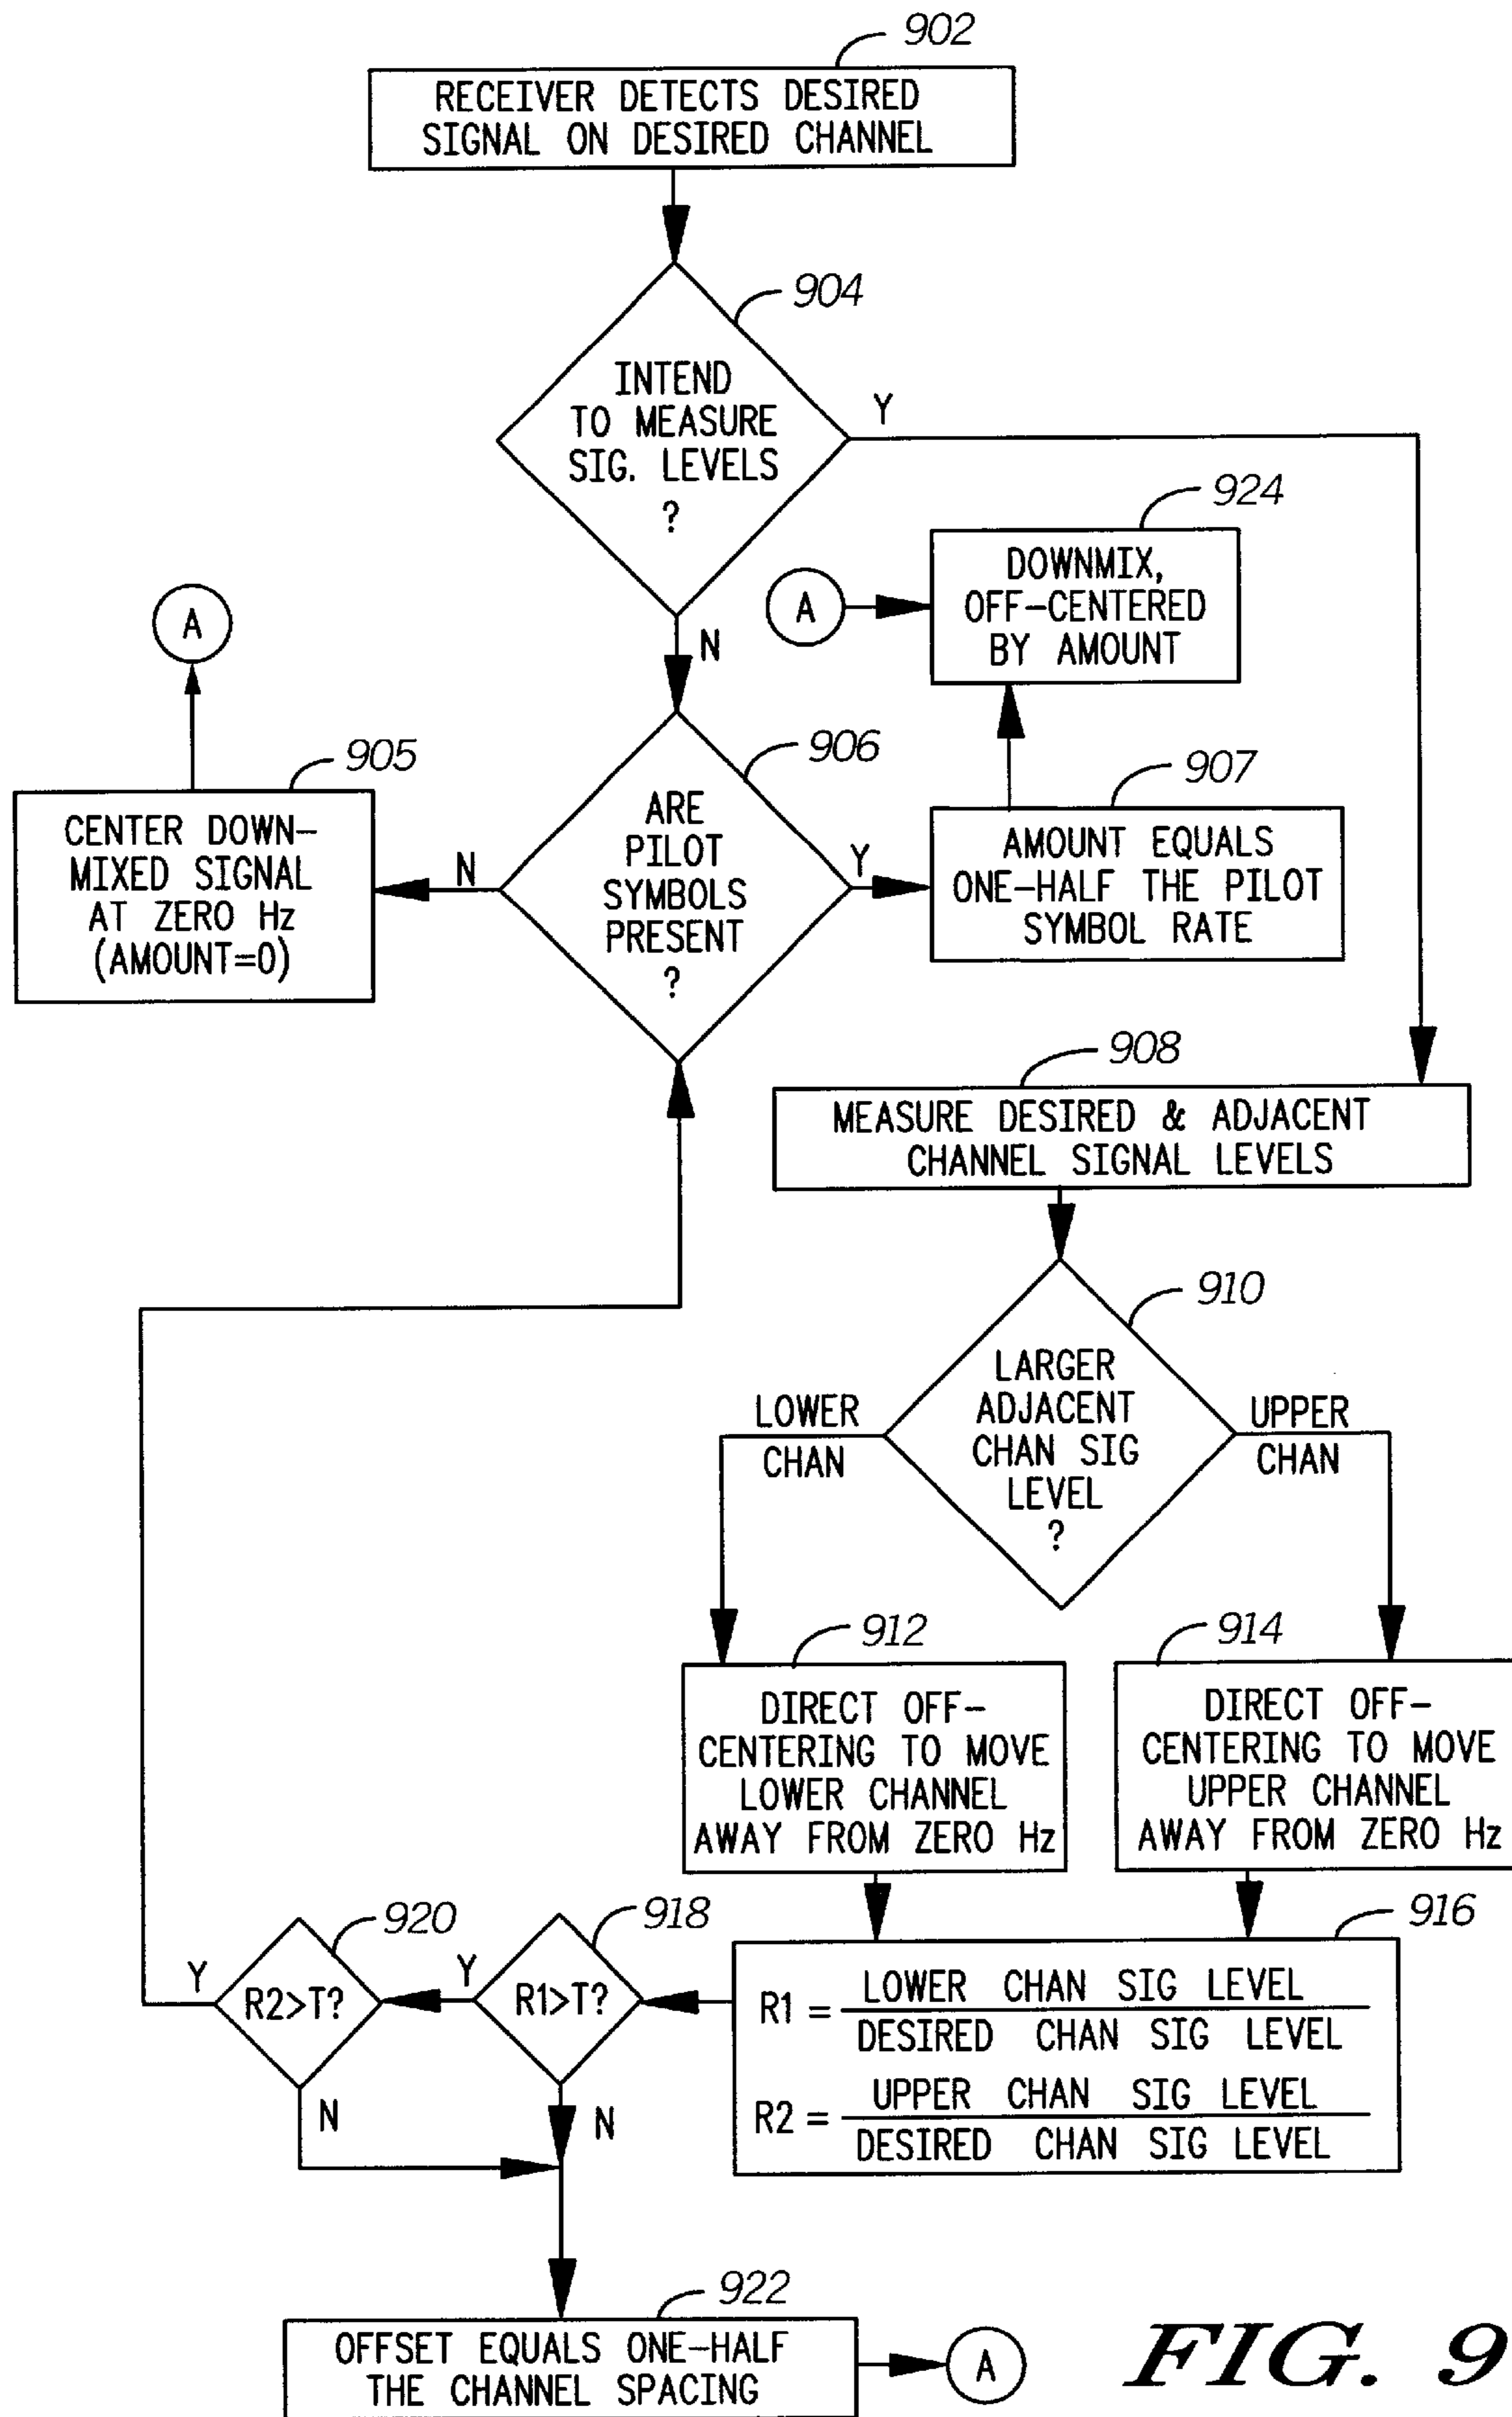 902
RECEIVER DETECTS DESIRED
SIGNAL ON DESIRED CHANNEL
904
INTEND
TO MEASURE
SIG. LEVELS
?
Y
N
924
DOWNMIX,
OFF-CENTERED
BY AMOUNT
A
A
905
CENTER DOWN-
MIXED SIGNAL
AT ZERO Hz
(AMOUNT=0)
906
ARE
PILOT
SYMBOLS
PRESENT
?
N
Y
907
AMOUNT EQUALS
ONE-HALF THE PILOT
SYMBOL RATE
908
MEASURE DESIRED & ADJACENT
CHANNEL SIGNAL LEVELS
910
LARGER
ADJACENT
CHAN SIG
LEVEL
?
LOWER
CHAN
UPPER
CHAN
912
DIRECT OFF-
CENTERING TO MOVE
LOWER CHANNEL
AWAY FROM ZERO Hz
914
DIRECT OFF-
CENTERING TO MOVE
UPPER CHANNEL
AWAY FROM ZERO Hz
916
R1 = LOWER CHAN SIG LEVEL
DESIRED CHAN SIG LEVEL
R2 = UPPER CHAN SIG LEVEL
DESIRED CHAN SIG LEVEL
918
R1>T?
Y
N
920
R2>T?
Y
N
922
OFFSET EQUALS ONE-HALF
THE CHANNEL SPACING
A
FIG. 9